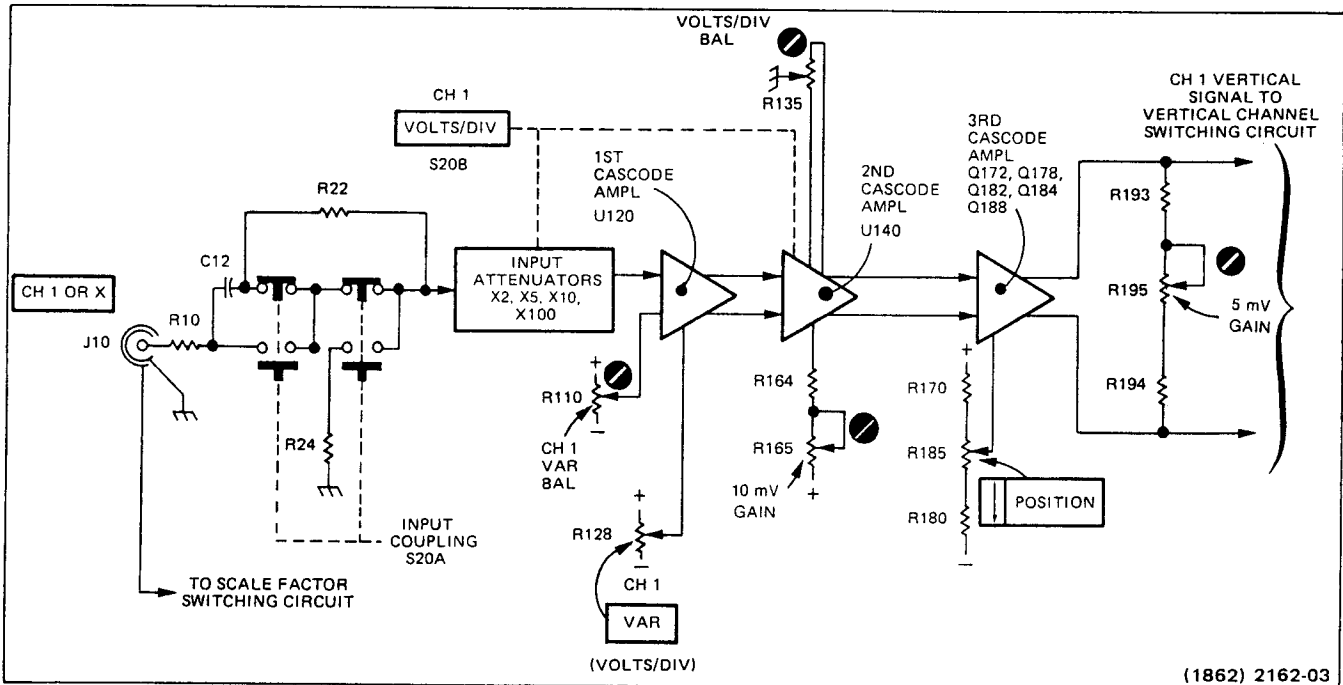 VOLTS/DIV
BAL
R135
CH 1 VERTICAL
SIGNAL TO
VERTICAL CHANNEL
SWITCHING CIRCUIT
CH 1
VOLTS/DIV
S20B
1ST
CASCODE
AMPL
U120
2ND
CASCODE
AMPL
U140
3RD
CASCODE
AMPL
Q172, Q178,
Q182, Q184
Q188
R22
C12
CH 1 OR X
J10
R10
INPUT
ATTENUATORS
X2, X5, X10,
X100
R193
R195
5 mV
GAIN
R194
+
R110
−
CH 1
VAR
BAL
R24
R164
R165
10 mV
GAIN
+
+
R170
R185
R180
−
POSITION
INPUT
COUPLING
S20A
+
R128
−
CH 1
VAR
(VOLTS/DIV)
TO SCALE FACTOR
SWITCHING CIRCUIT
(1862) 2162-03